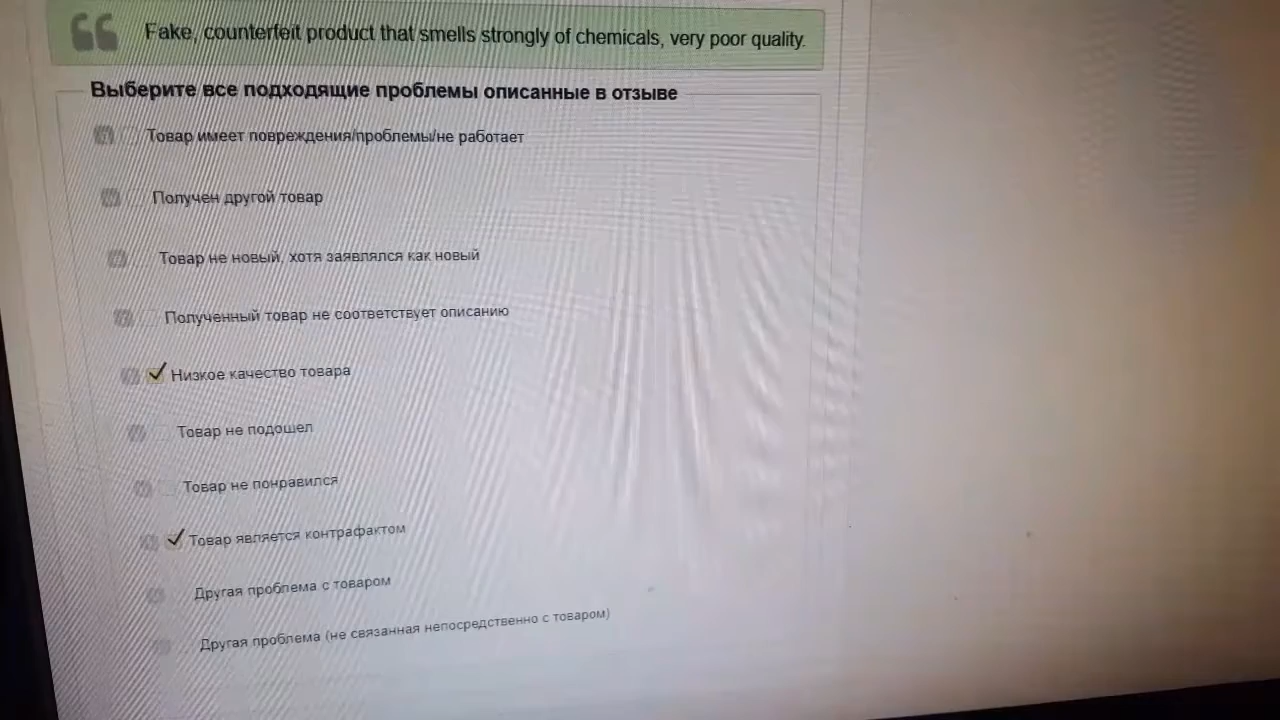 Fake, counterfeit product that smells strongly of chemicals, very poor quality.
Выберите все подходящие проблемы описанные в отзыве
Товар имеет повреждения/проблемы/не работает
Получен другой товар
Товар не новый, хотя заявлялся как новый
Полученный товар не соответствует описанию
Низкое качество товара
Товар не подошел
Товар не понравился
Товар является контрафактом
Другая проблема с товаром
Другая проблема (не связанная непосредственно с товаром)